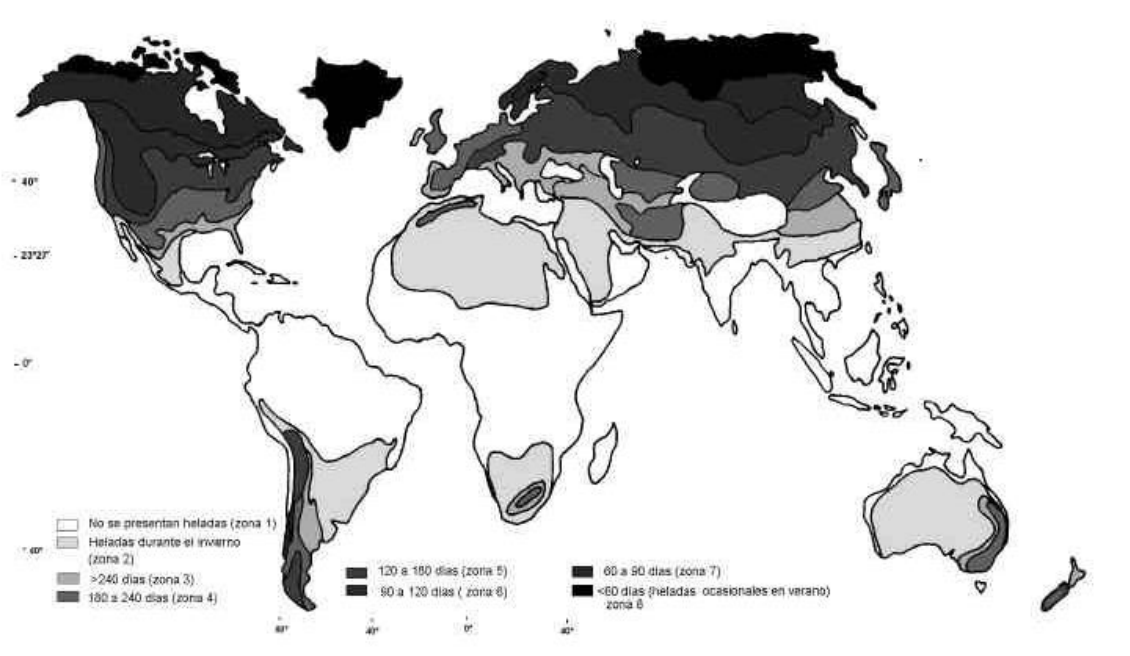 40°
23°27'
0°
No se presentan heladas (zona 1)
Heladas durante el invierno
(zona 2)
>240 días (zona 3)
180 a 240 días (zona 4)
120 a 180 días (zona 5)
90 a 120 días ( zona 6)
60 a 90 días (zona 7)
<60 días (heladas ocasionales en verano)
zona 8
40°
0°
40°